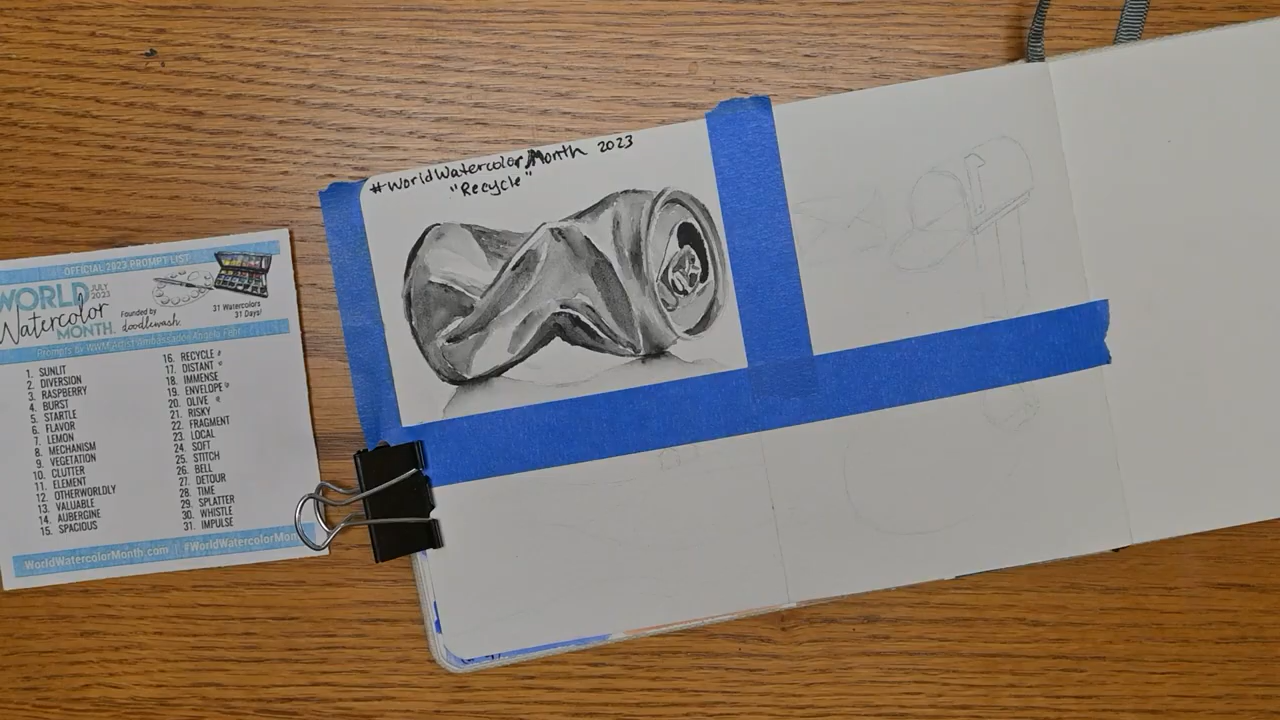 OFFICIAL 2023 PROMPT LIST
WORLD JULY 2023
Watercolor
MONTH.
Founded by
doodlewash
31 Watercolors
31 Days!
Prompts by WWM Artist Ambassador Angela Fehr
1. SUNLIT
2. DIVERSION
3. RASPBERRY
4. BURST
5. STARTLE
6. FLAVOR
7. LEMON
8. MECHANISM
9. VEGETATION
10. CLUTTER
11. ELEMENT
12. OTHERWORLDLY
13. VALUABLE
14. AUBERGINE
15. SPACIOUS
16. RECYCLE
17. DISTANT
18. IMMENSE
19. ENVELOPE
20. OLIVE
21. RISKY
22. FRAGMENT
23. LOCAL
24. SOFT
25. STITCH
26. BELL
27. DETOUR
28. TIME
29. SPLATTER
30. WHISTLE
31. IMPULSE
WorldWatercolorMonth.com | #WorldWatercolorMon
#WorldWatercolorMonth 2023
"Recycle"